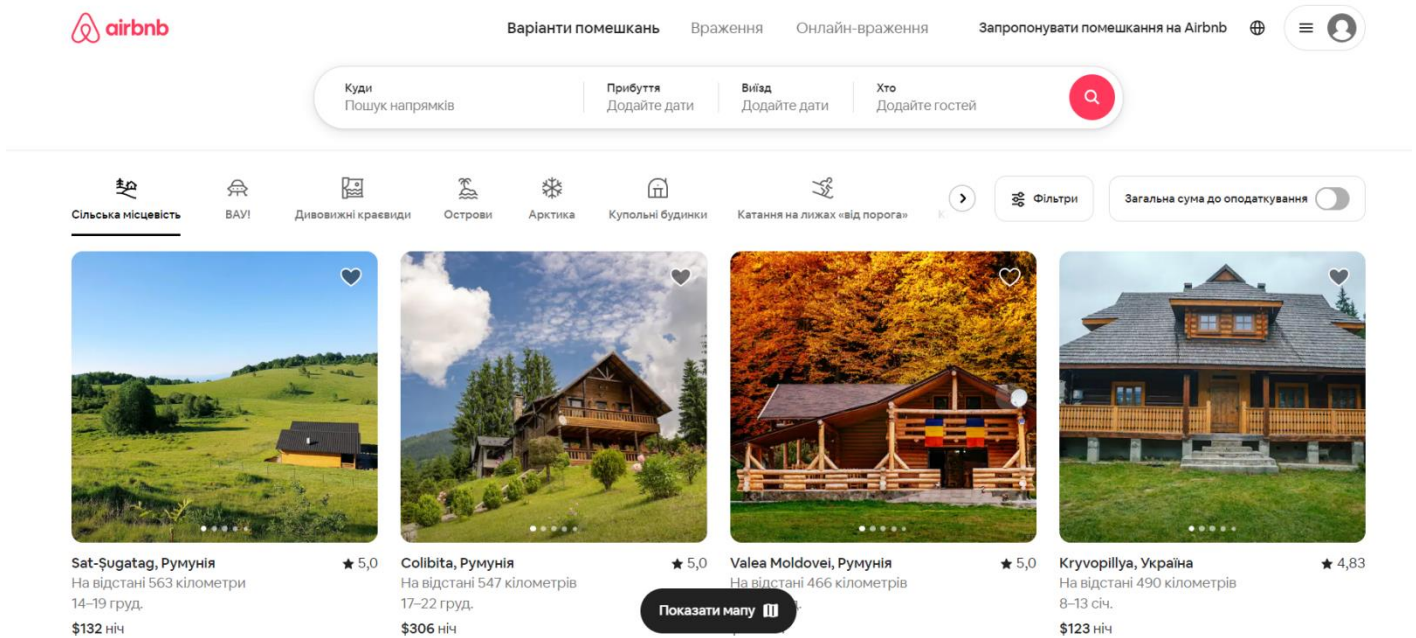 airbnb
Варіанти помешкань Враження Онлайн-враження Запропонувати помешкання на Airbnb
Куди Прибуття Виїзд Хто
Пошук напрямків Додайте дати Додайте дати Додайте гостей
Сільська місцевість ВАУ! Дивовижні краєвиди Острови Арктика Купольні будинки Катання на лижах «від порога» Фільтри Загальна сума до оподаткування
Sat-Șugatag, Румунія ★ 5,0
На відстані 563 кілометри
14–19 груд.
$132 ніч
Colibita, Румунія ★ 5,0
На відстані 547 кілометрів
17–22 груд.
$306 ніч
Valea Moldovei, Румунія ★ 5,0
На відстані 466 кілометрів
Kryvopillya, Україна ★ 4,83
На відстані 490 кілометрів
8–13 січ.
$123 ніч
Показати мапу